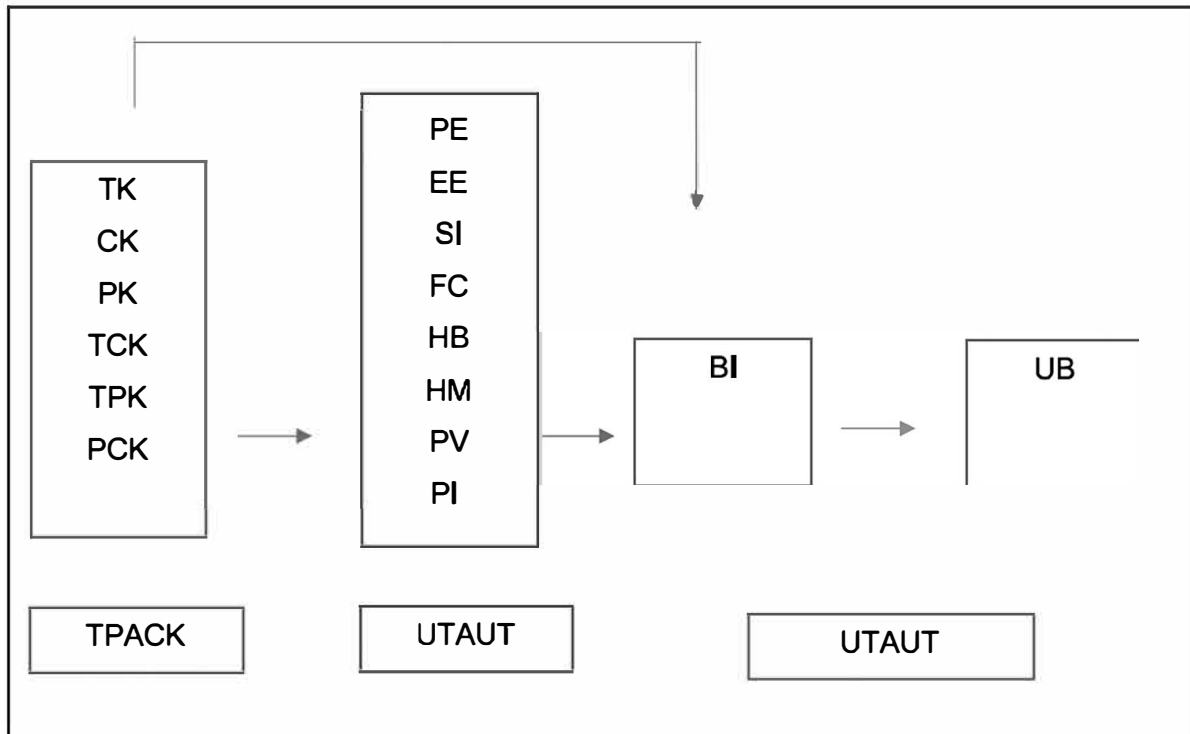 TK
CK
PK
TCK
TPK
PCK
PE
EE
SI
FC
HB
HM
PV
PI
BI
UB
TPACK
UTAUT
UTAUT